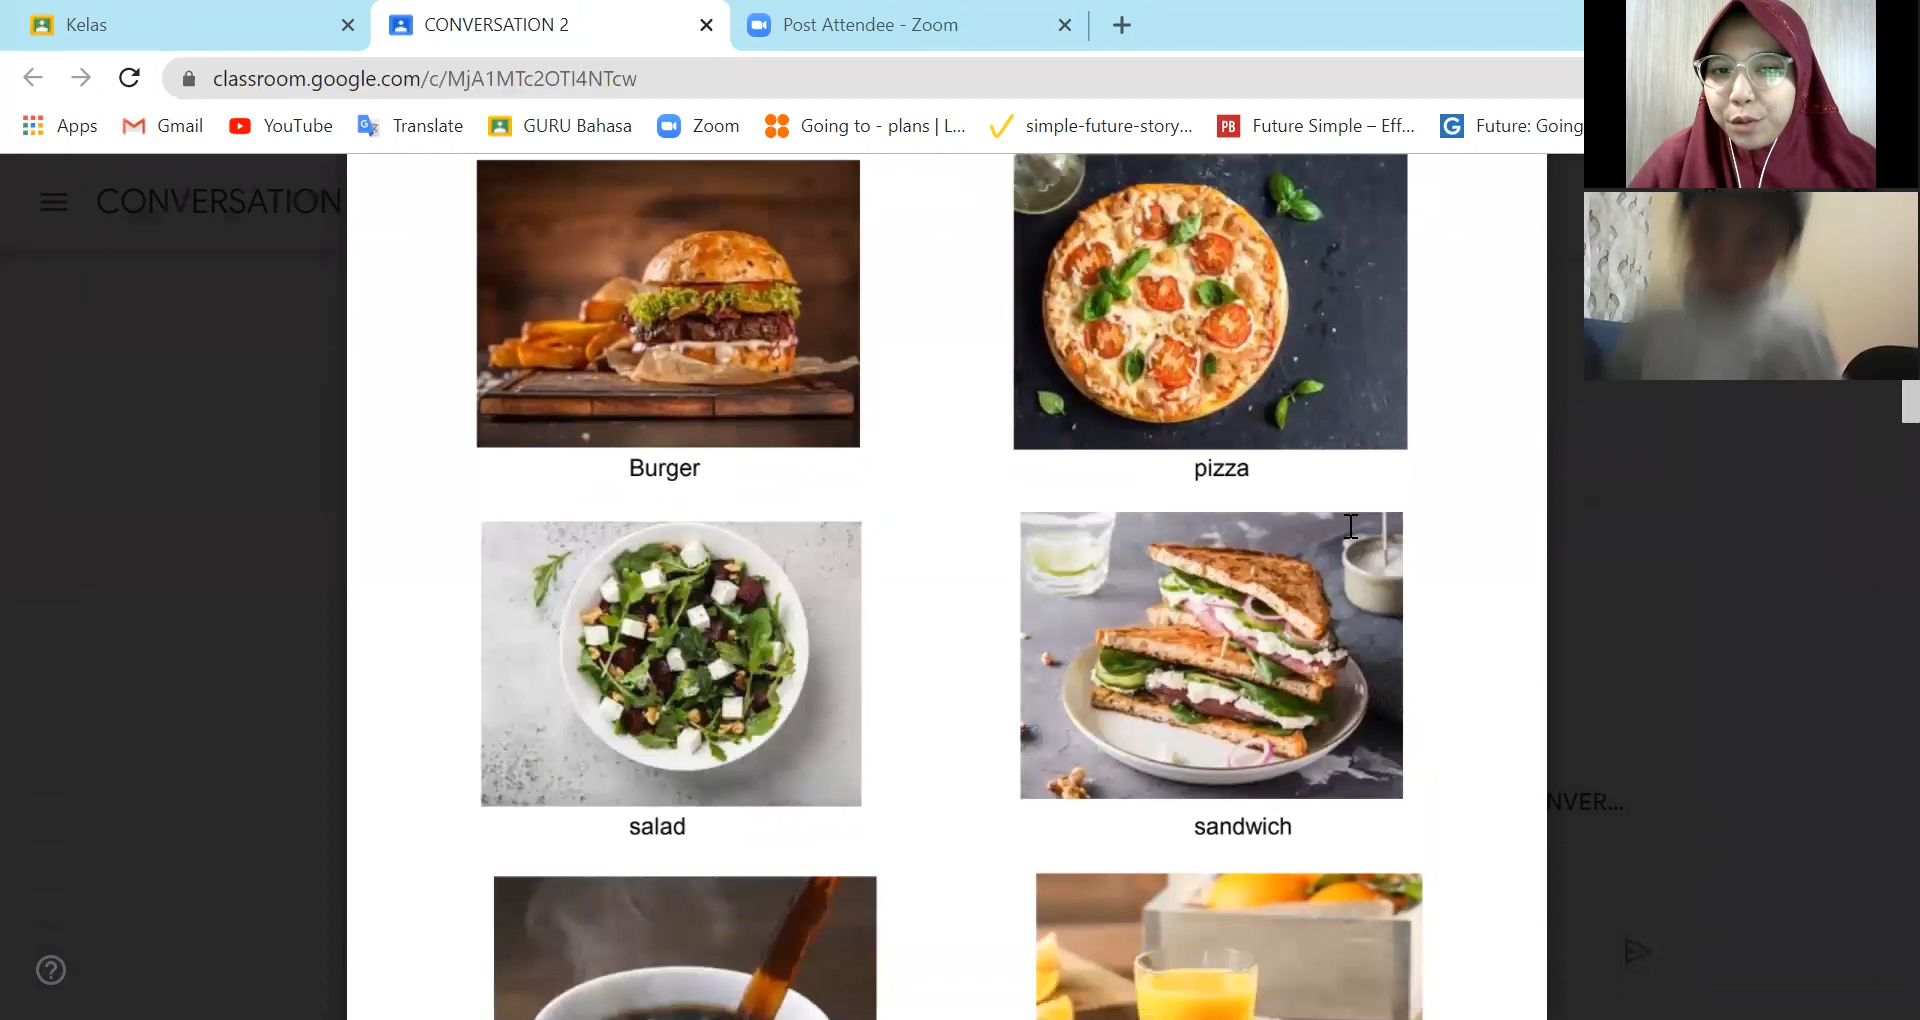 Kelas
CONVERSATION 2
Post Attendee - Zoom
classroom.google.com/c/MjA1MTc2OTI4NTcw
Apps
Gmail
YouTube
Translate
GURU Bahasa
Zoom
Going to - plans | L...
simple-future-story...
Future Simple – Eff...
Future: Going
CONVERSATION
Burger
pizza
salad
sandwich
NVER...